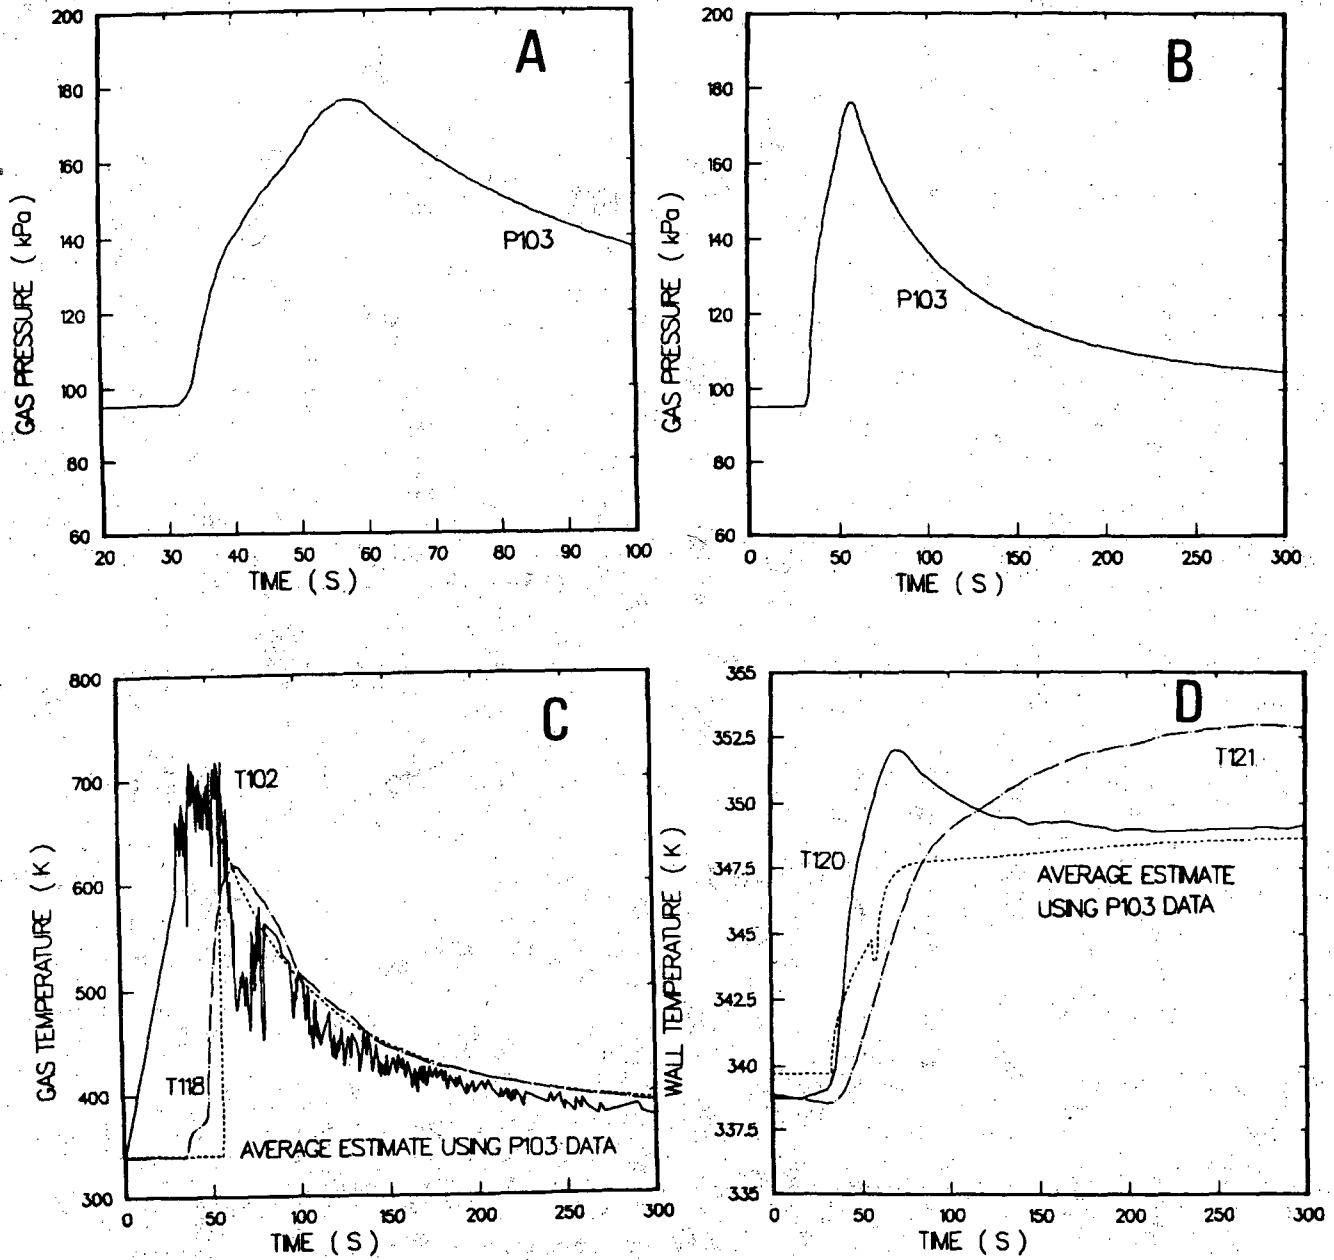 A
200
180
160
140
120
100
80
60
GAS PRESSURE ( kPa )
P103
20 30 40 50 60 70 80 90 100
TIME ( S )
B
200
180
160
140
120
100
80
60
GAS PRESSURE ( kPa )
P103
0 50 100 150 200 250 300
TIME ( S )
C
800
700
600
500
400
300
GAS TEMPERATURE ( K )
T102
T118
AVERAGE ESTIMATE USING P103 DATA
0 50 100 150 200 250 300
TIME ( S )
D
365
352.5
350
347.5
345
342.5
340
337.5
335
WALL TEMPERATURE ( K )
T121
T120
AVERAGE ESTIMATE
USING P103 DATA
0 50 100 150 200 250 300
TIME ( S )